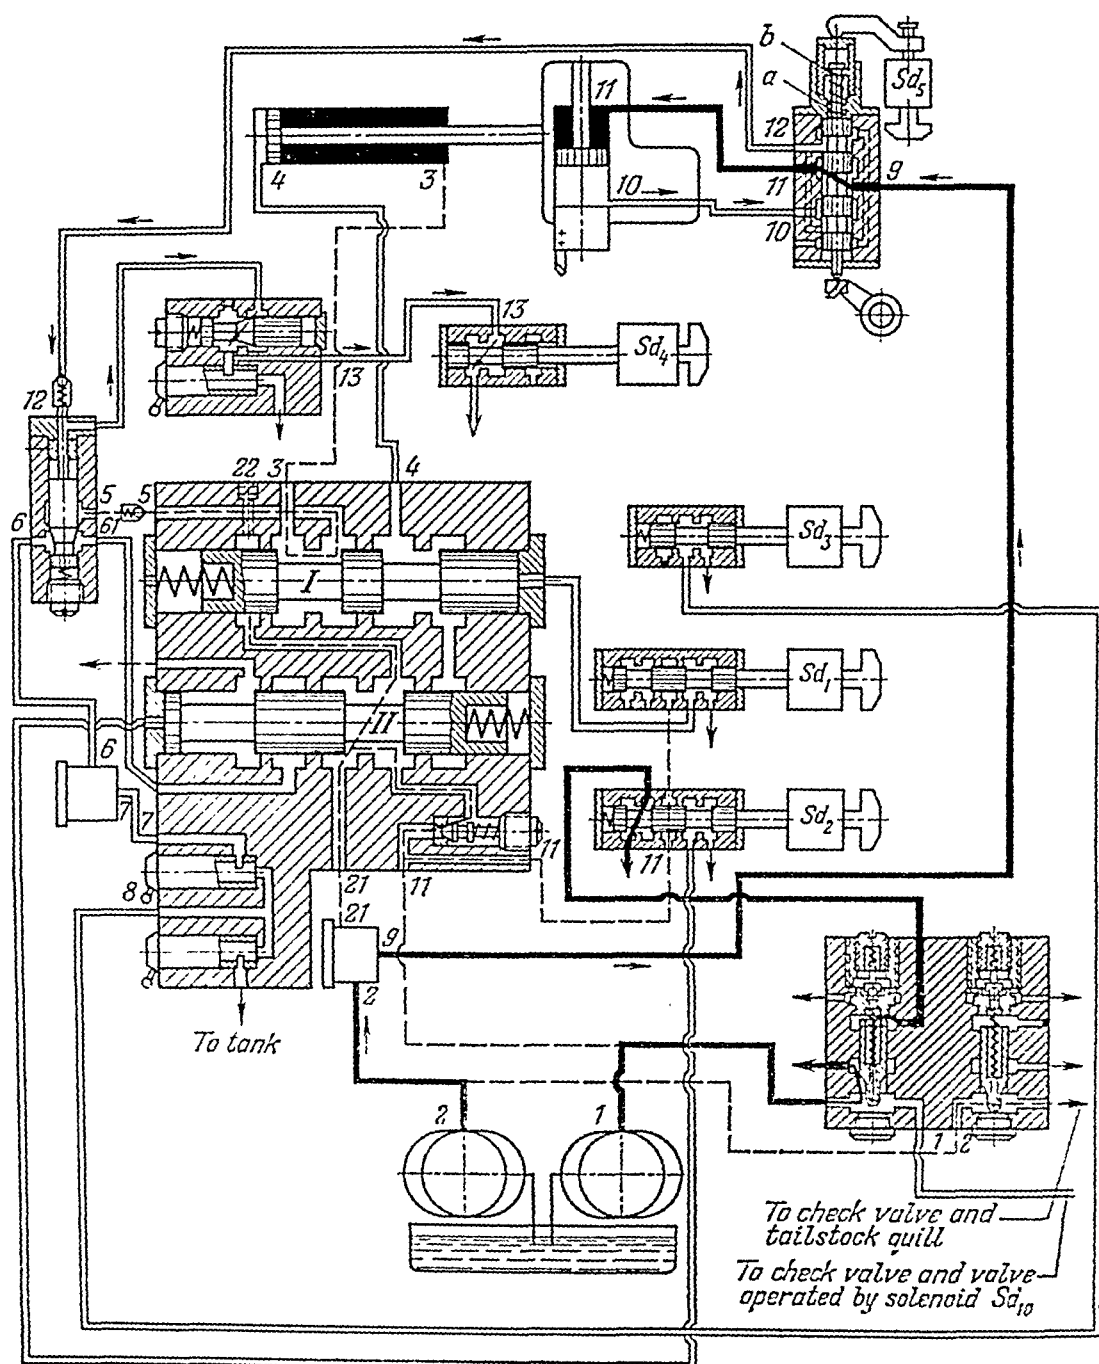 b
11
Sd5
a
12
9
4
3
10
11
10
13
Sd4
13
12
22
3
4
5
5
6
61
I
Sd3
Sd1
II
6
7
7
Sd2
11
11
8
21
11
21
9
2
To tank
2
1
1
2
To check valve and
tailstock quill
To check valve and valve
operated by solenoid Sd10